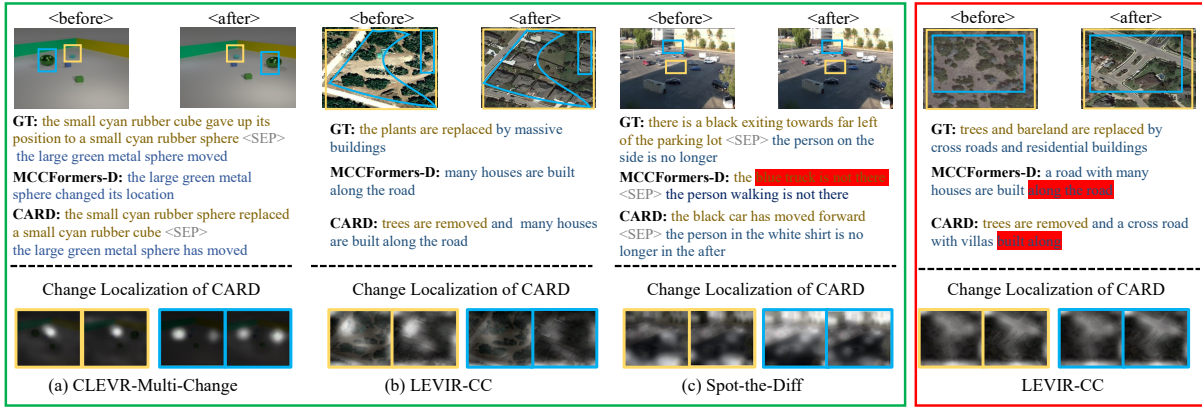 <before>
<after>
GT: the small cyan rubber cube gave up its
position to a small cyan rubber sphere <SEP>
the large green metal sphere moved
MCCFormers-D: the large green metal
sphere changed its location
CARD: the small cyan rubber sphere replaced
a small cyan rubber cube <SEP>
the large green metal sphere has moved
Change Localization of CARD
(a) CLEVR-Multi-Change
<before>
<after>
GT: the plants are replaced by massive
buildings
MCCFormers-D: many houses are built
along the road
CARD: trees are removed and many houses
are built along the road
Change Localization of CARD
(b) LEVIR-CC
<before>
<after>
GT: there is a black exiting towards far left
of the parking lot <SEP> the person on the
side is no longer
MCCFormers-D: the blue truck is not there
<SEP> the person walking is not there
CARD: the black car has moved forward
<SEP> the person in the white shirt is no
longer in the after
Change Localization of CARD
(c) Spot-the-Diff
<before>
<after>
GT: trees and bareland are replaced by
cross roads and residential buildings
MCCFormers-D: a road with many
houses are built along the road
CARD: trees are removed and a cross road
with villas built along
Change Localization of CARD
LEVIR-CC